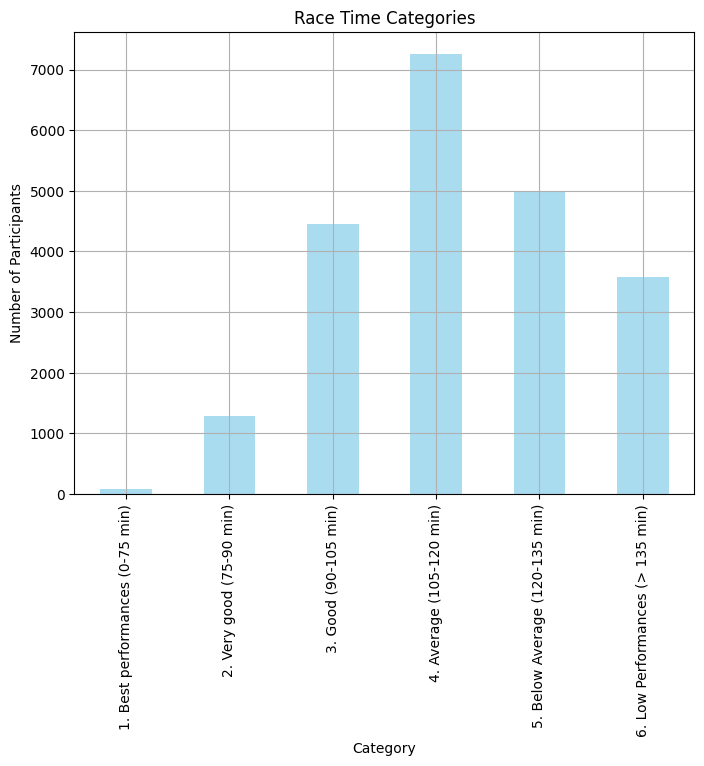 Race Time Categories
Number of Participants
7000
6000
5000
4000
3000
2000
1000
0
1. Best performances (0-75 min)
2. Very good (75-90 min)
3. Good (90-105 min)
4. Average (105-120 min)
5. Below Average (120-135 min)
6. Low Performances (> 135 min)
Category